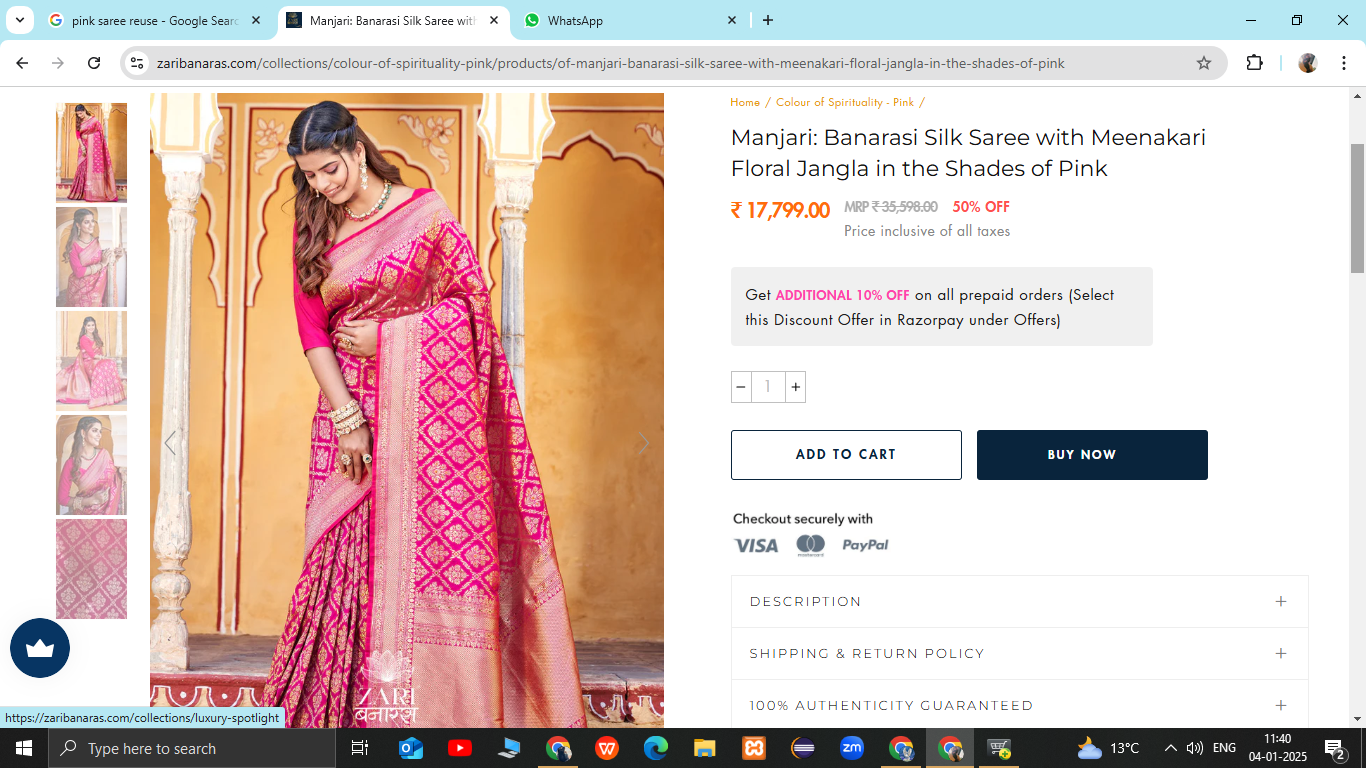 pink saree reuse - Google Searc
Manjari: Banarasi Silk Saree with
WhatsApp
zaribanaras.com/collections/colour-of-spirituality-pink/products/of-manjari-banarasi-silk-saree-with-meenakari-floral-jangla-in-the-shades-of-pink
Home / Colour of Spirituality - Pink /
Manjari: Banarasi Silk Saree with Meenakari
Floral Jangla in the Shades of Pink
₹ 17,799.00 MRP ₹ 35,598.00 50% OFF
Price inclusive of all taxes
Get ADDITIONAL 10% OFF on all prepaid orders (Select
this Discount Offer in Razorpay under Offers)
− 1 +
ADD TO CART
BUY NOW
Checkout securely with
VISA mastercard PayPal
DESCRIPTION +
SHIPPING & RETURN POLICY +
100% AUTHENTICITY GUARANTEED +
ZARI
बनारस
https://zaribanaras.com/collections/luxury-spotlight
Type here to search
zm
13°C
ENG
11:40
04-01-2025
2